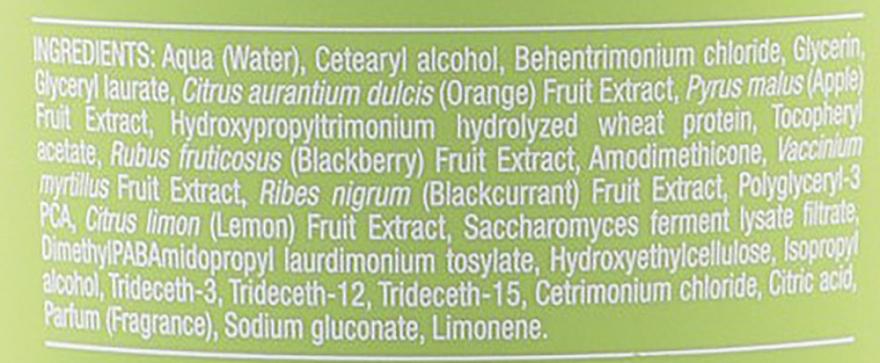 INGREDIENTS: Aqua (Water), Cetearyl alcohol, Behentrimonium chloride, Glycerin,
Glyceryl laurate, Citrus aurantium dulcis (Orange) Fruit Extract, Pyrus malus (Apple)
Fruit Extract, Hydroxypropyltrimonium hydrolyzed wheat protein, Tocopheryl
acetate, Rubus fruticosus (Blackberry) Fruit Extract, Amodimethicone, Vaccinium
myrtillus Fruit Extract, Ribes nigrum (Blackcurrant) Fruit Extract, Polyglyceryl-3
PCA, Citrus limon (Lemon) Fruit Extract, Saccharomyces ferment lysate filtrate,
DimethylPABAmidopropyl laurdimonium tosylate, Hydroxyethylcellulose, Isopropyl
alcohol, Trideceth-3, Trideceth-12, Trideceth-15, Cetrimonium chloride, Citric acid,
Parfum (Fragrance), Sodium gluconate, Limonene.